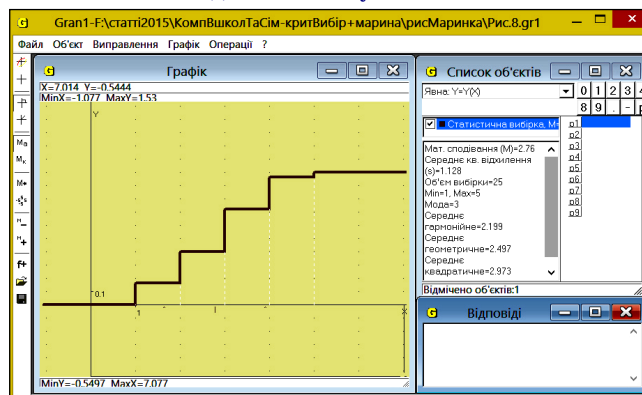 Gran1-F:\статті2015\КомпВшколТаСім-критВибір+марина\рисМаринка\Рис.8.gr1
Файл Об'єкт Виправлення Графік Операції ?
Графік
X=7.014 Y=-0.5444
MinX=-1.077 MaxY=1.53
Y
0.1
1
X
MinY=-0.5497 MaxX=7.077
Список об'єктів
Явна: Y=Y(X)
0 1 2 3 4
8 9 . -
Статистична вибірка, M=
Мат. сподівання (M)=2.76
Середнє кв. відхилення
(s)=1.128
Об'єм вибірки=25
Min=1, Max=5
Мода=3
Середнє
гармонійне=2.199
Середнє
геометричне=2.497
Середнє
квадратичне=2.973
p1
p2
p3
p4
p5
p6
p7
p8
p9
Відмічено об'єктів:1
Відповіді